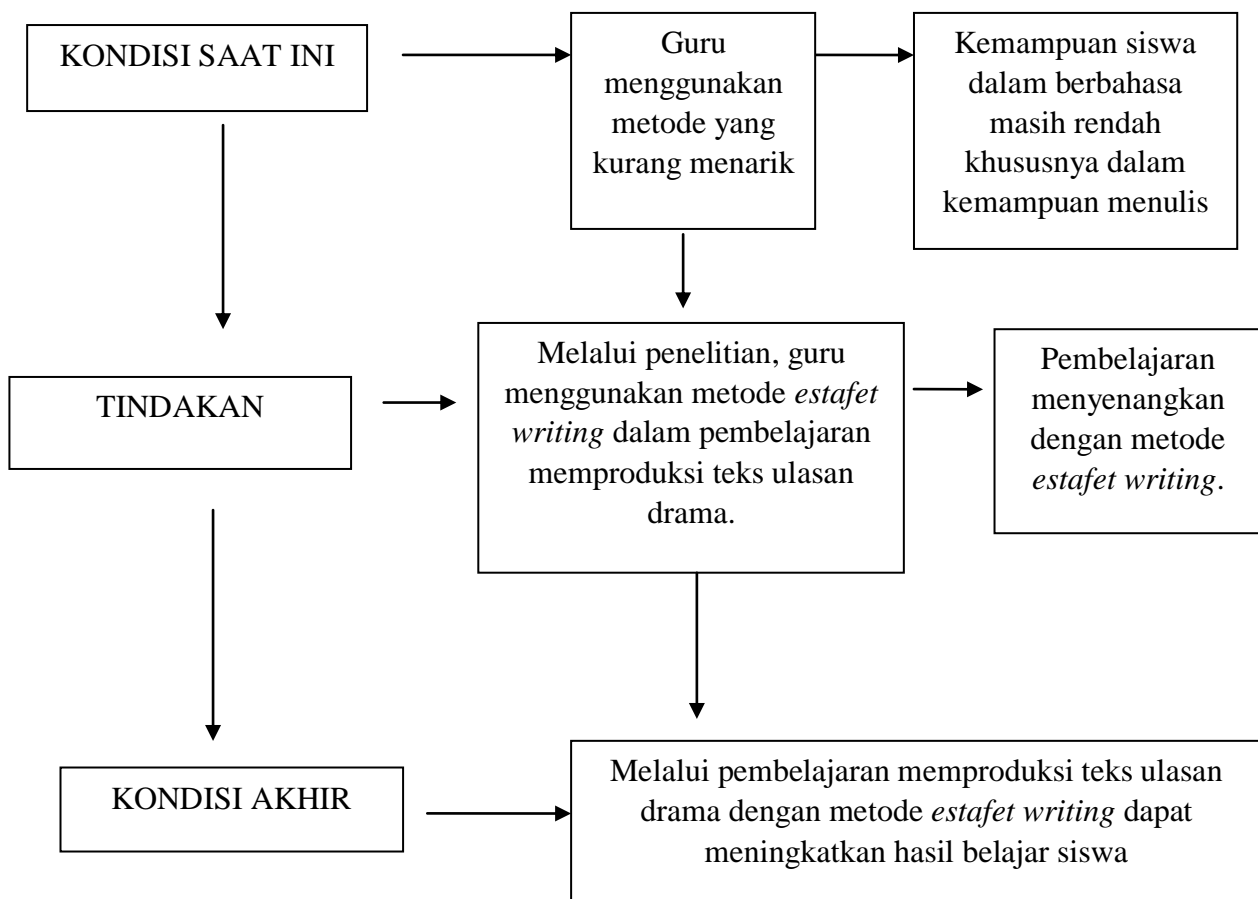 KONDISI SAAT INI
Guru
menggunakan
metode yang
kurang menarik
Kemampuan siswa
dalam berbahasa
masih rendah
khususnya dalam
kemampuan menulis
TINDAKAN
Melalui penelitian, guru
menggunakan metode estafet
writing dalam pembelajaran
memproduksi teks ulasan
drama.
Pembelajaran
menyenangkan
dengan metode
estafet writing.
KONDISI AKHIR
Melalui pembelajaran memproduksi teks ulasan
drama dengan metode estafet writing dapat
meningkatkan hasil belajar siswa